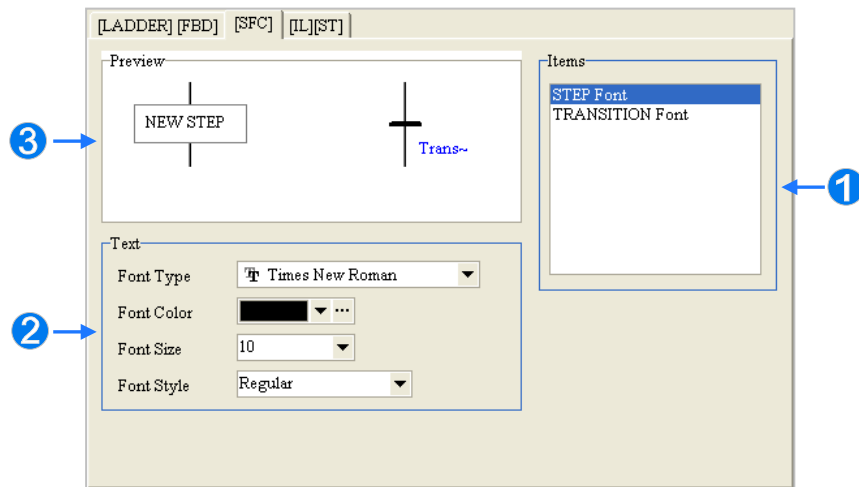 [LADDER] [FBD] [SFC] [IL][ST]
Preview
NEW STEP
Trans~
3
Items
STEP Font
TRANSITION Font
1
Text
Font Type Times New Roman
Font Color ...
Font Size 10
Font Style Regular
2